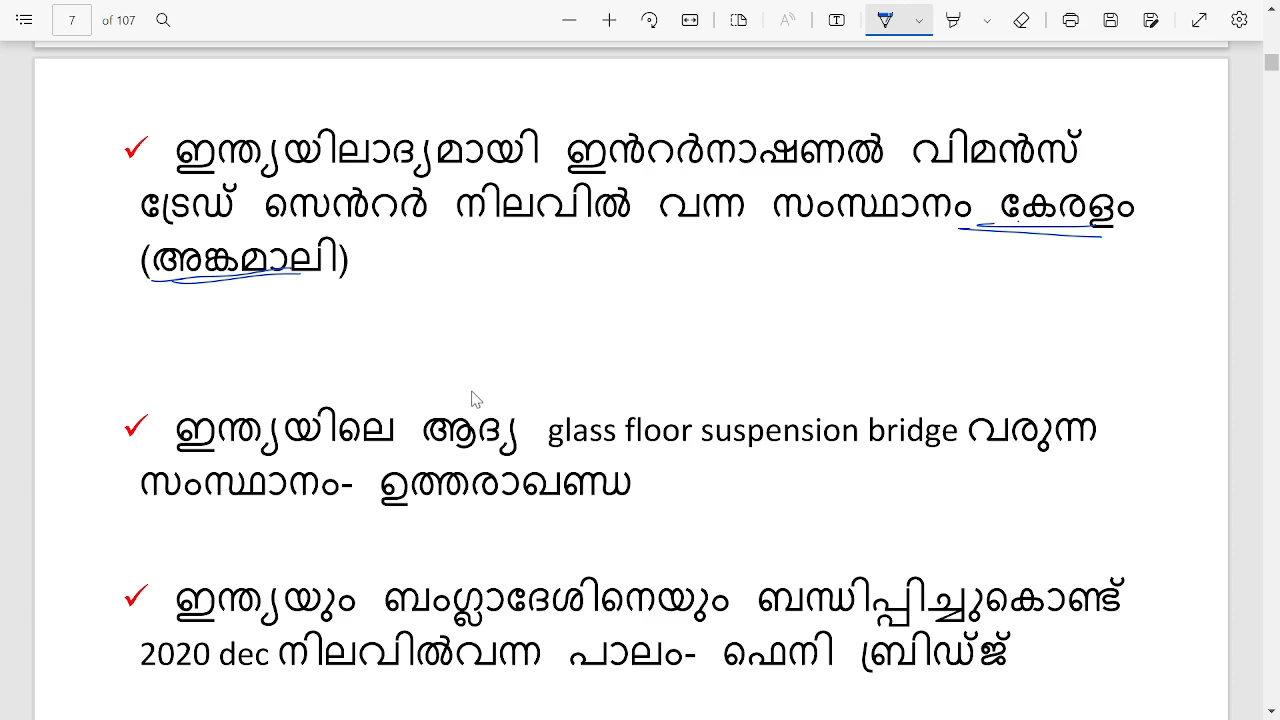 7 of 107
ഇന്ത്യയിലാദ്യമായി ഇൻറർനാഷണൽ വിമൻസ്
ട്രേഡ് സെൻറർ നിലവിൽ വന്ന സംസ്ഥാനം കേരളം
(അങ്കമാലി)
ഇന്ത്യയിലെ ആദ്യ glass floor suspension bridge വരുന്ന
സംസ്ഥാനം- ഉത്തരാഖണ്ഡ
ഇന്ത്യയും ബംഗ്ലാദേശിനെയും ബന്ധിപ്പിച്ചുകൊണ്ട്
2020 dec നിലവിൽവന്ന പാലം- ഫെനി ബ്രിഡ്ജ്